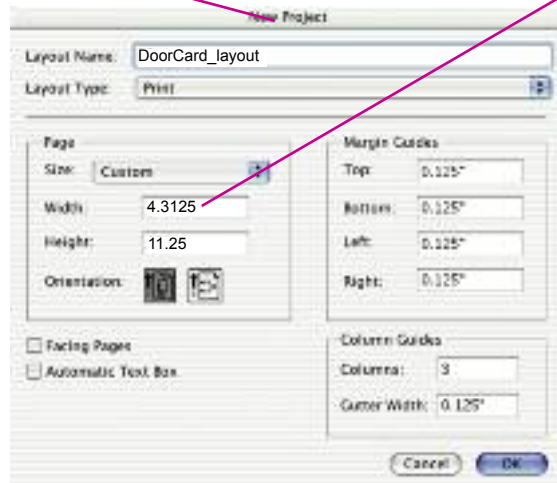 New Project
Layout Name: DoorCard_layout
Layout Type: Print
Page
Size: Custom
Width: 4.3125
Height: 11.25
Orientation:
Facing Pages
Automatic Text Box
Margin Guides
Top: 0.125"
Bottom: 0.125"
Left: 0.125"
Right: 0.125"
Column Guides
Columns: 3
Gutter Width: 0.125"
Cancel OK